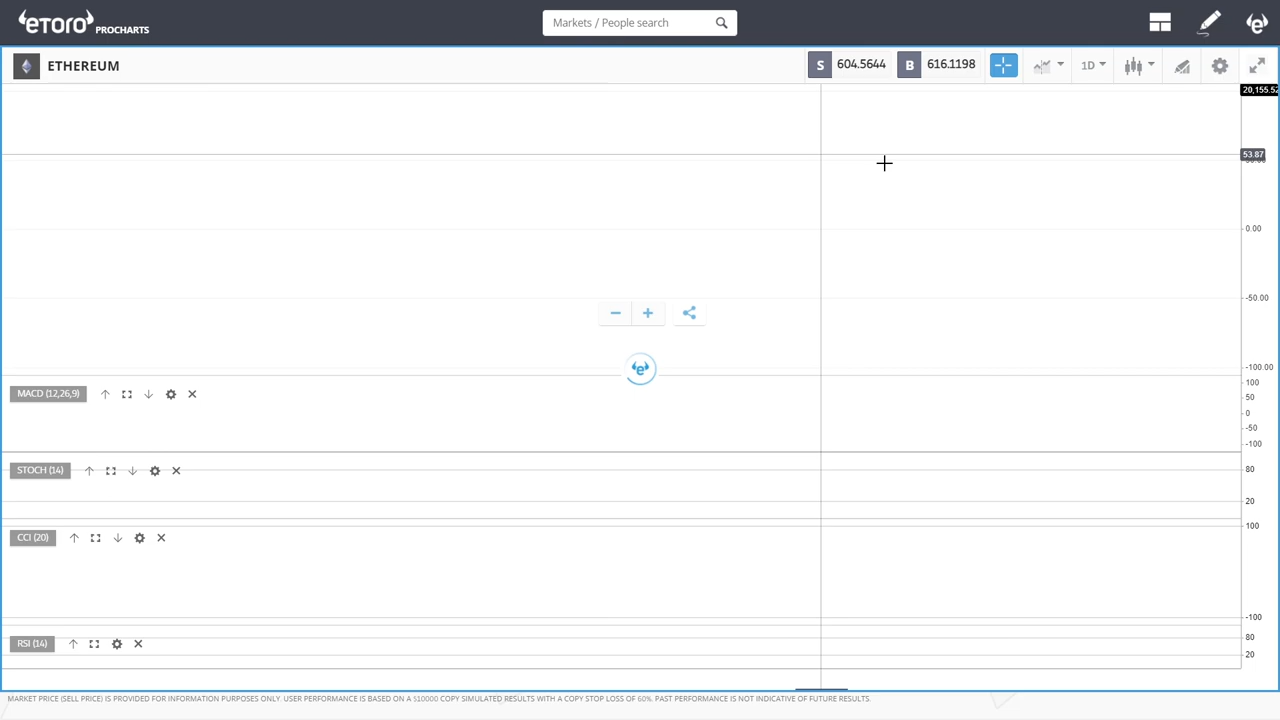 etoro PROCHARTS
Markets / People search
ETHEREUM
S 604.5644 B 616.1198 1D
20,155.52
53.87
0.00
-50.00
-100.00
MACD (12,26,9)
100
50
0
-50
-100
STOCH (14)
80
20
CCI (20)
100
-100
RSI (14)
80
20
MARKET PRICE (SELL PRICE) IS PROVIDED FOR INFORMATION PURPOSES ONLY. USER PERFORMANCE IS BASED ON A $10000 COPY SIMULATED RESULTS WITH A COPY STOP LOSS OF 60%. PAST PERFORMANCE IS NOT INDICATIVE OF FUTURE RESULTS.